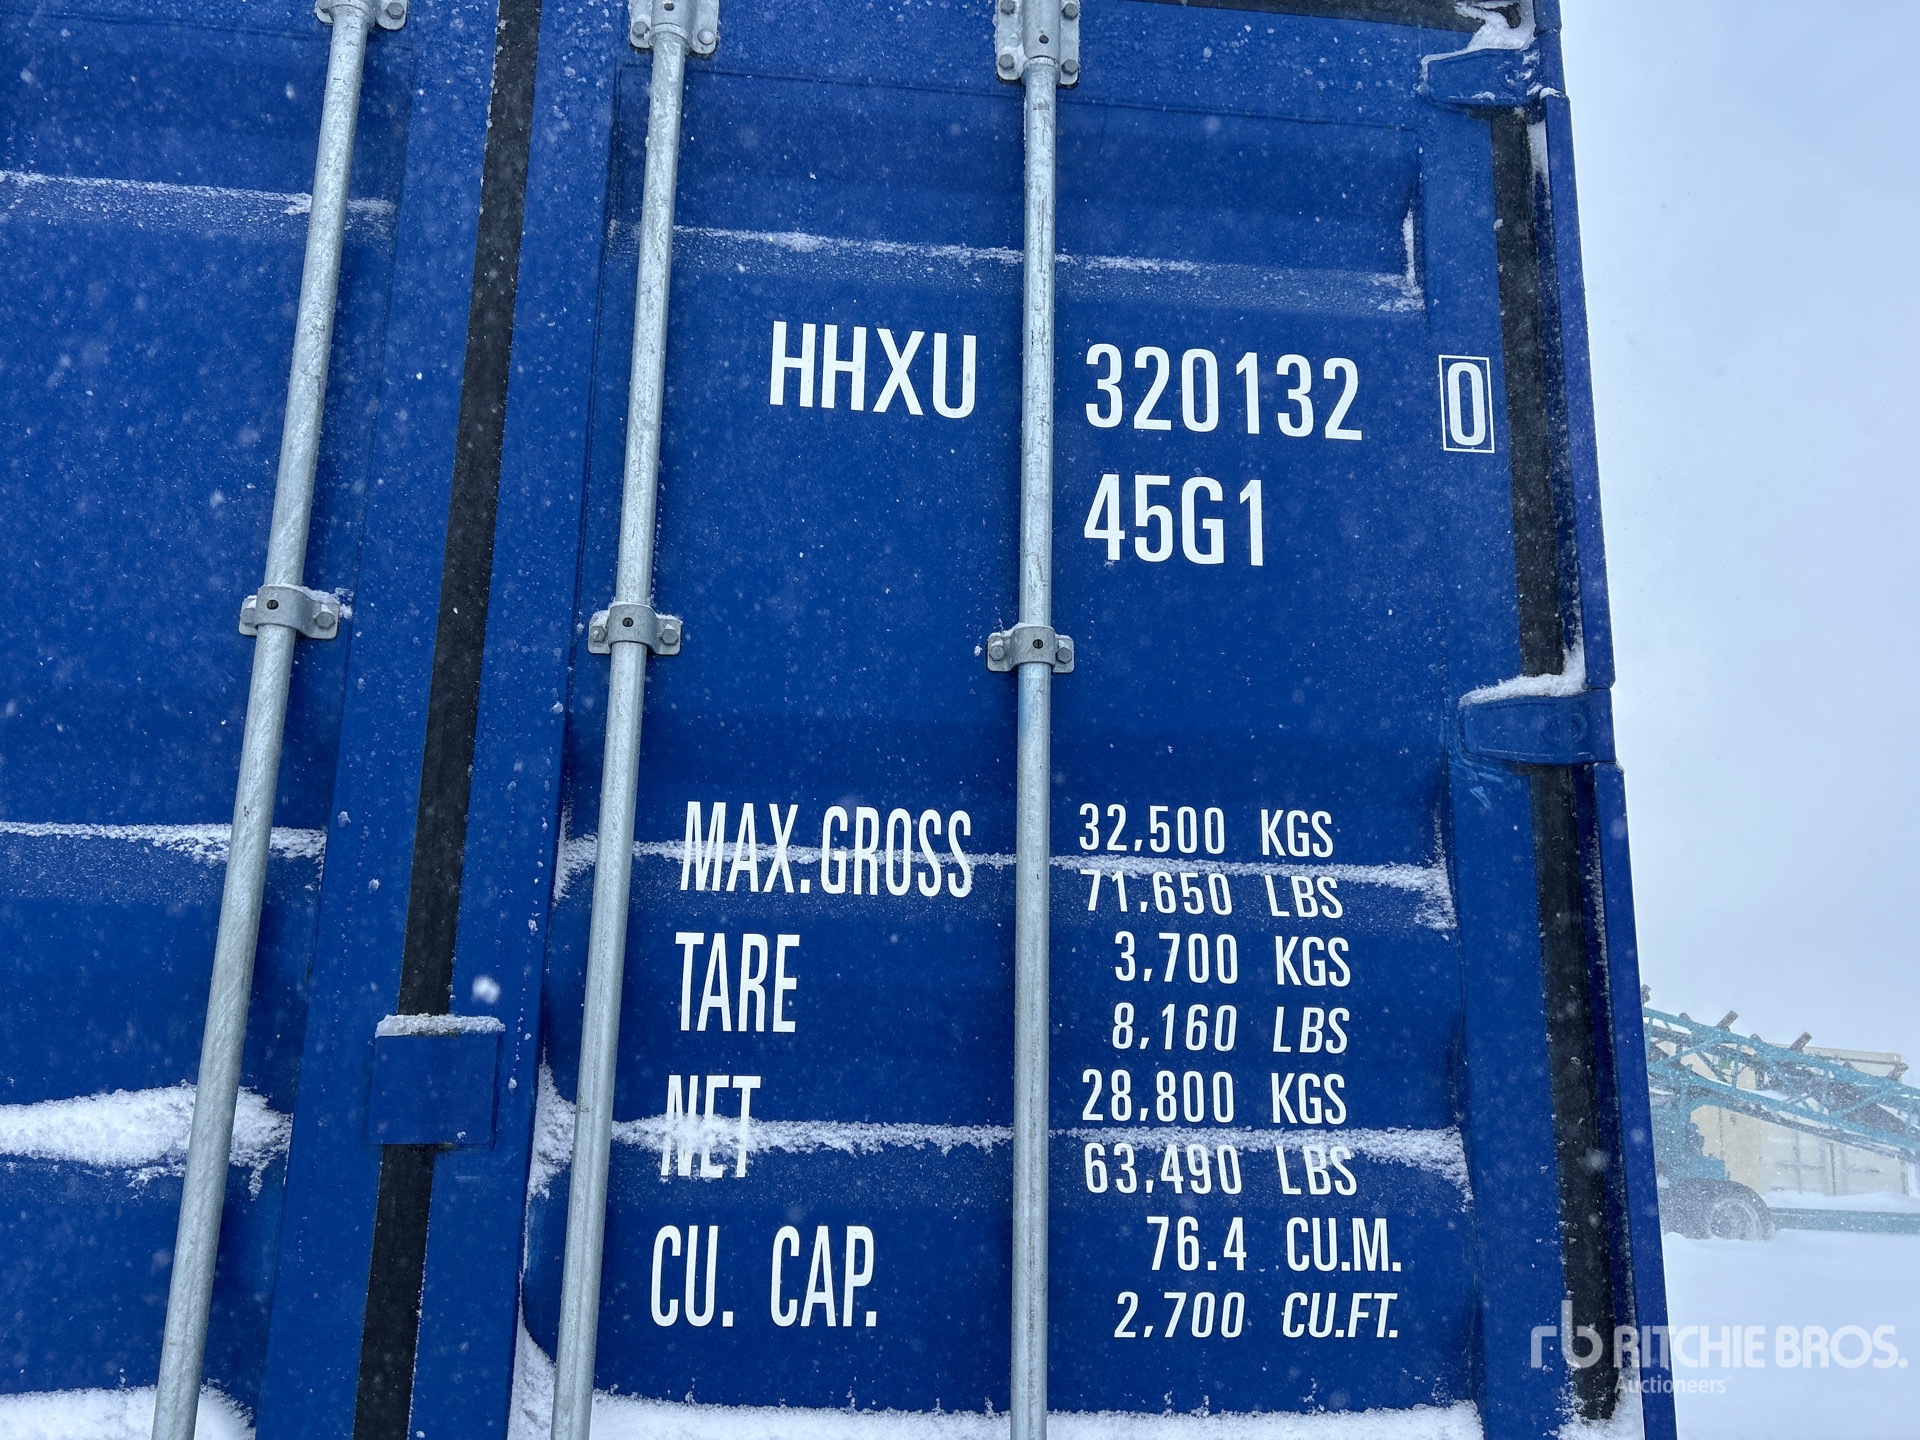 HHXU 320132 0
45G1
MAX.GROSS 32,500 KGS
71,650 LBS
TARE 3,700 KGS
8,160 LBS
NET 28,800 KGS
63,490 LBS
CU. CAP. 76.4 CU.M.
2,700 CU.FT.
rb RITCHIE BROS.
Auctioneers